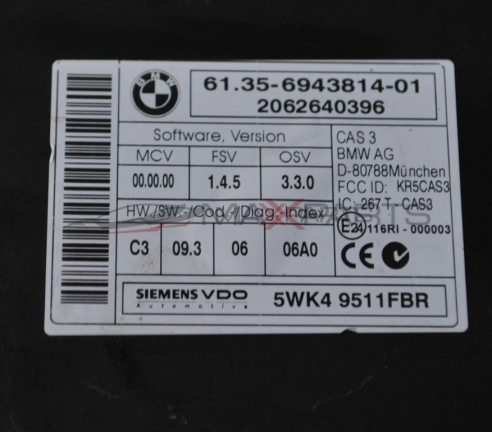 BMW
61.35-6943814-01
2062640396
Software, Version
MCV FSV OSV
00.00.00 1.4.5 3.3.0
HW./SW.-/Cod./Diag.-Index
C3 09.3 06 06A0
CAS 3
BMW AG
D-80788München
FCC ID: KR5CAS3
IC: 267 T - CAS3
E24 116RI - 000003
CE
SIEMENS VDO
Automotive
5WK4 9511FBR